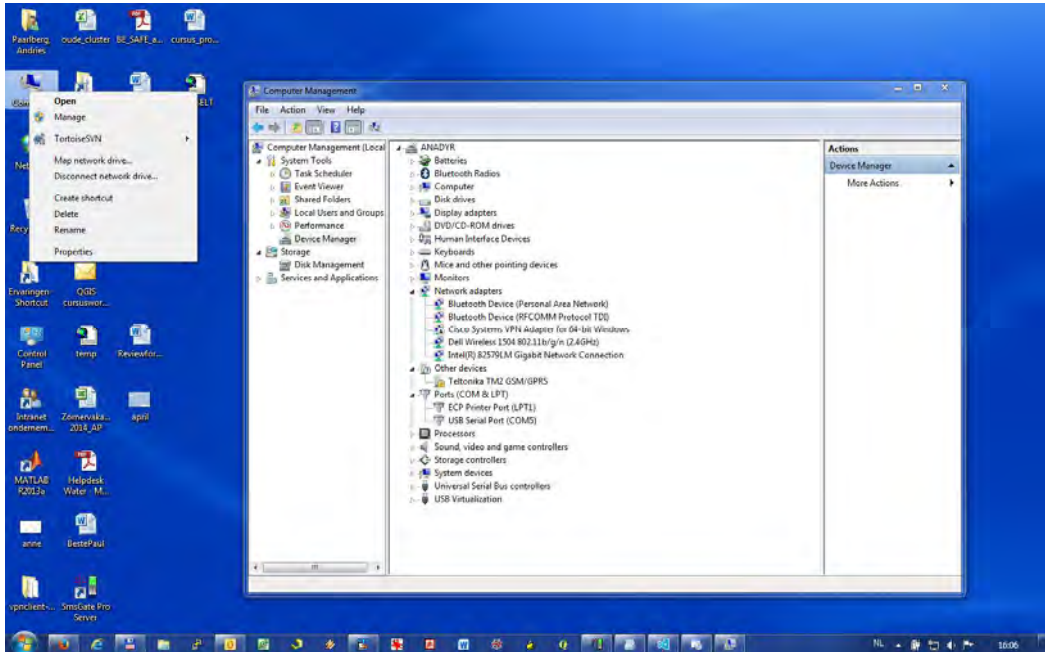 Paarlberg, Andries
oude_cluster
BE_SAFE_a...
cursus_pro...
Open
Manage
TortoiseSVN
Map network drive...
Disconnect network drive...
Create shortcut
Delete
Rename
Properties
Ervaringen - Shortcut
QGIS cursuswor...
Control Panel
temp
Reviewfor...
Intranet ondernem...
Zomervaka... 2014_AP
april
MATLAB R2013a
Helpdesk Water - M...
anne
BestePaul
vpnclient-...
SmsGate Pro Server
Computer Management
File Action View Help
Computer Management (Local
System Tools
Task Scheduler
Event Viewer
Shared Folders
Local Users and Groups
Performance
Device Manager
Storage
Disk Management
Services and Applications
ANADYR
Batteries
Bluetooth Radios
Computer
Disk drives
Display adapters
DVD/CD-ROM drives
Human Interface Devices
Keyboards
Mice and other pointing devices
Monitors
Network adapters
Bluetooth Device (Personal Area Network)
Bluetooth Device (RFCOMM Protocol TDI)
Cisco Systems VPN Adapter for 64-bit Windows
Dell Wireless 1504 802.11b/g/n (2.4GHz)
Intel(R) 82579LM Gigabit Network Connection
Other devices
Teltonika TM2 GSM/GPRS
Ports (COM & LPT)
ECP Printer Port (LPT1)
USB Serial Port (COM5)
Processors
Sound, video and game controllers
Storage controllers
System devices
Universal Serial Bus controllers
USB Virtualization
Actions
Device Manager
More Actions
NL
16:06